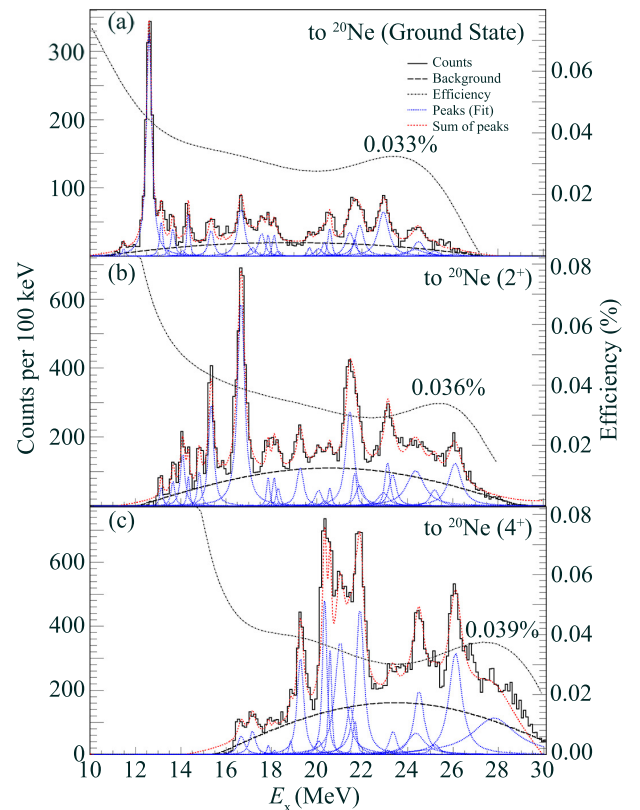 (a)
to ²⁰Ne (Ground State)
Counts
Background
Efficiency
Peaks (Fit)
Sum of peaks
0.033%
300
200
100
0.06
0.04
0.02
(b)
to ²⁰Ne (2⁺)
0.036%
600
400
200
0.08
0.06
0.04
0.02
0.00
(c)
to ²⁰Ne (4⁺)
0.039%
600
400
200
0
0.08
0.06
0.04
0.02
0.00
Counts per 100 keV
Efficiency (%)
10 12 14 16 18 20 22 24 26 28 30
Eₓ (MeV)